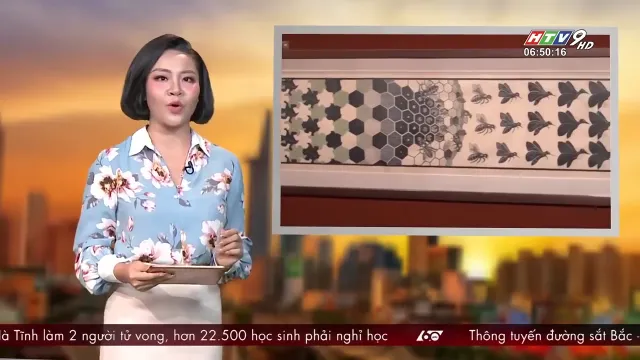 HTV9 HD
06:50:16
Hà Tĩnh làm 2 người tử vong, hơn 22.500 học sinh phải nghỉ học
Thông tuyến đường sắt Bắc